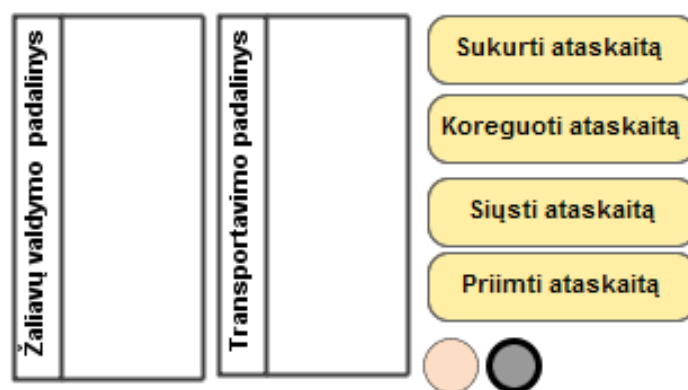 Žaliavų valdymo padalinys
Transportavimo padalinys
Sukurti ataskaitą
Koreguoti ataskaitą
Siųsti ataskaitą
Priimti ataskaitą